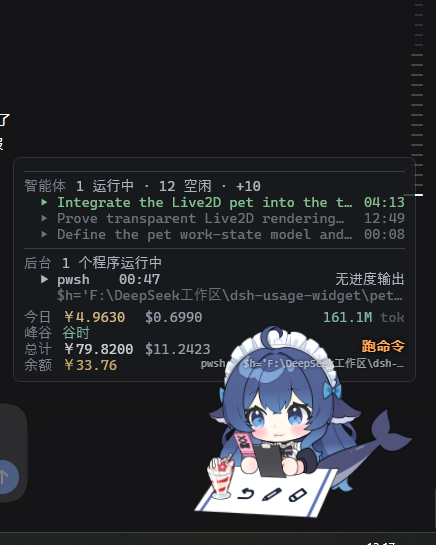 了
智能体 1 运行中 · 12 空闲 · +10
▸ Integrate the Live2D pet into the t… 04:13
▸ Prove transparent Live2D rendering… 12:49
▸ Define the pet work-state model and… 00:08
后台 1 个程序运行中
▸ pwsh 00:47 无进度输出
$h='F:\DeepSeek工作区\dsh-usage-widget\pet…
今日 ¥4.9630 $0.6990 161.1M tok
峰谷 谷时
总计 ¥79.8200 $11.2423 跑命令
余额 ¥33.76 pwsh $h='F:\DeepSeek工作区\dsh-…